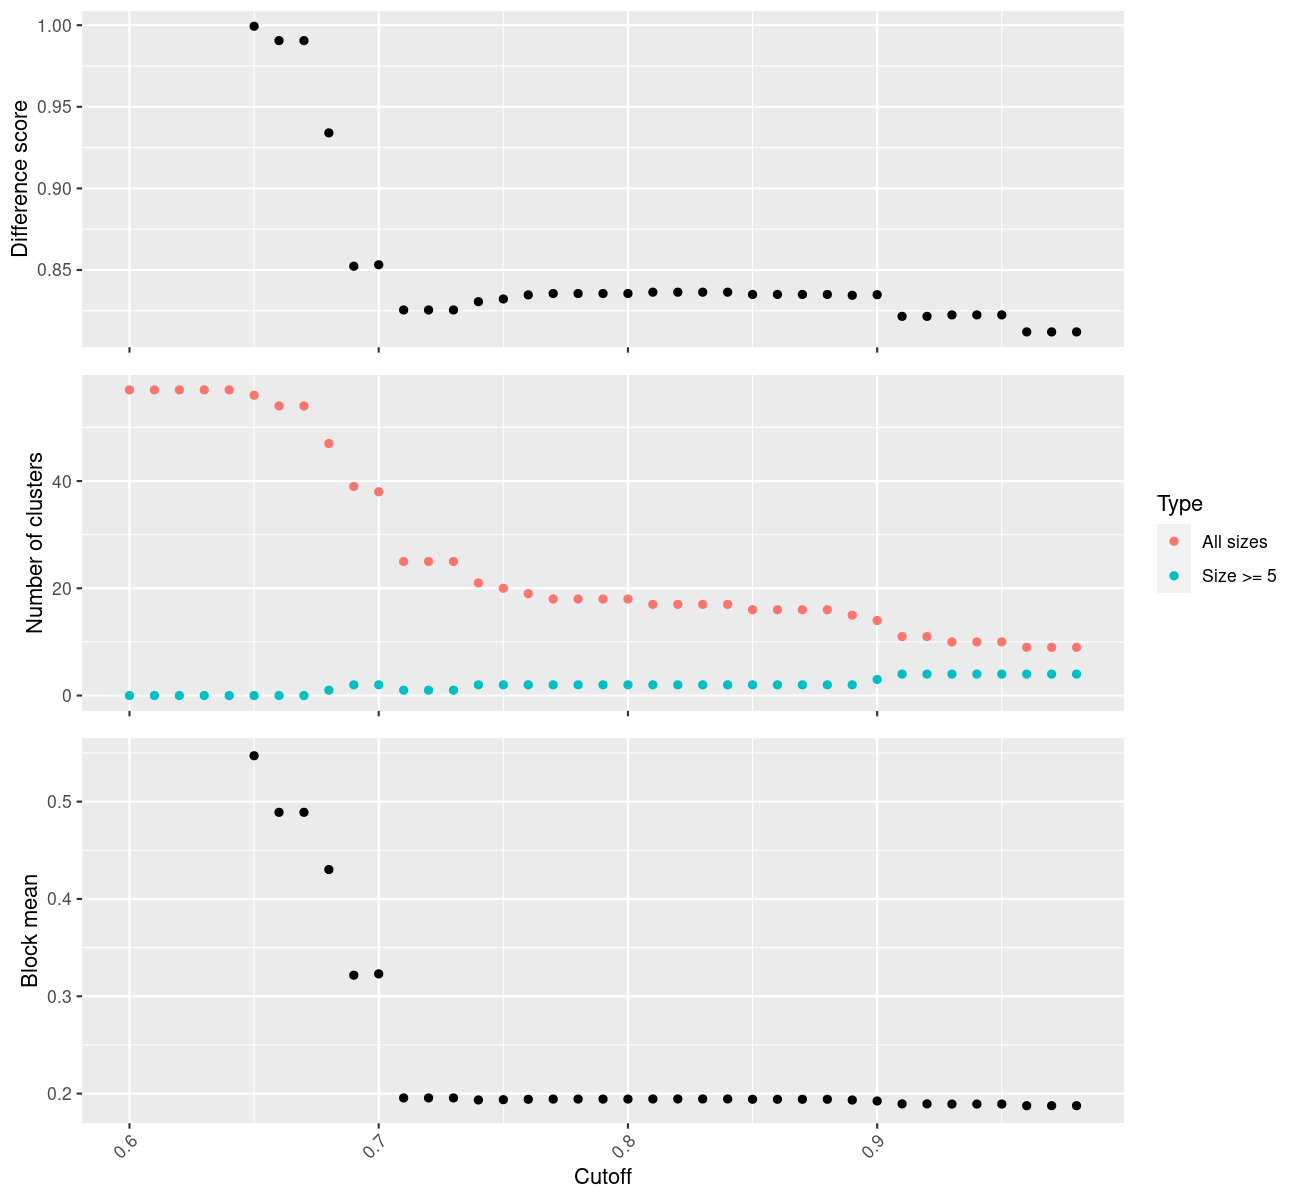 1.00
0.95
0.90
0.85
Difference score
40
20
0
Number of clusters
Type
All sizes
Size >= 5
0.5
0.4
0.3
0.2
Block mean
0.6
0.7
0.8
0.9
Cutoff